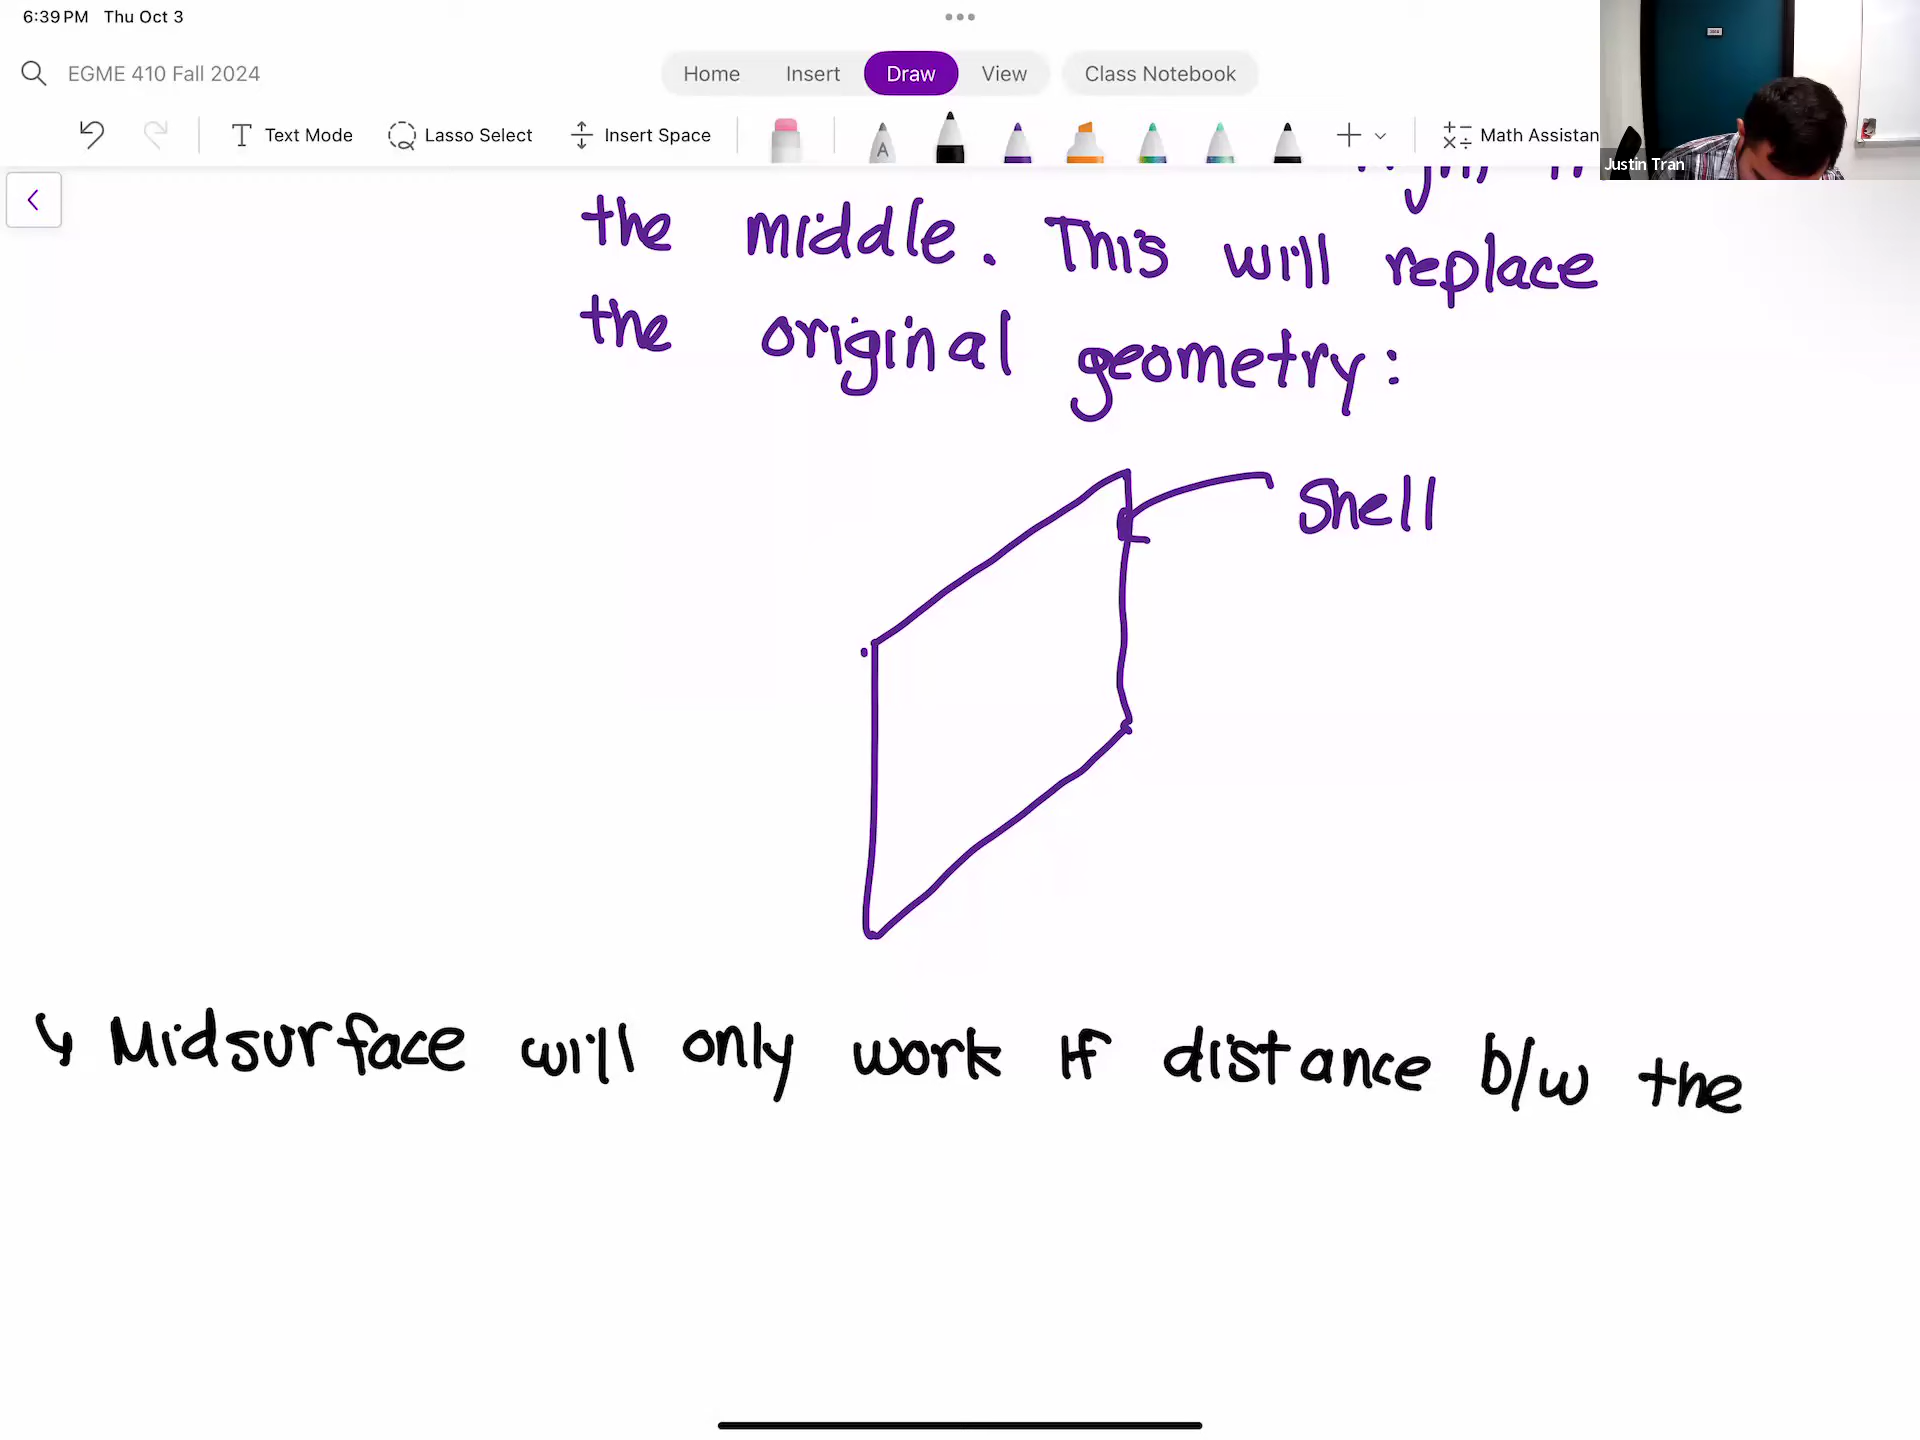 6:39 PM Thu Oct 3
EGME 410 Fall 2024
Home Insert Draw View Class Notebook
Text Mode Lasso Select Insert Space A Math Assistan
Justin Tran
the middle. This will replace
the original geometry:
Shell
Midsurface will only work if distance b/w the